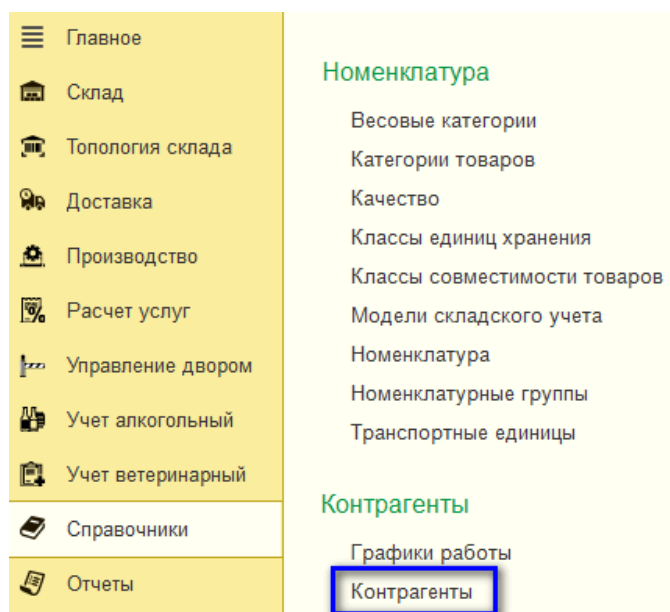 Главное
Склад
Топология склада
Доставка
Производство
Расчет услуг
Управление двором
Учет алкогольный
Учет ветеринарный
Справочники
Отчеты
Номенклатура
Весовые категории
Категории товаров
Качество
Классы единиц хранения
Классы совместимости товаров
Модели складского учета
Номенклатура
Номенклатурные группы
Транспортные единицы
Контрагенты
Графики работы
Контрагенты